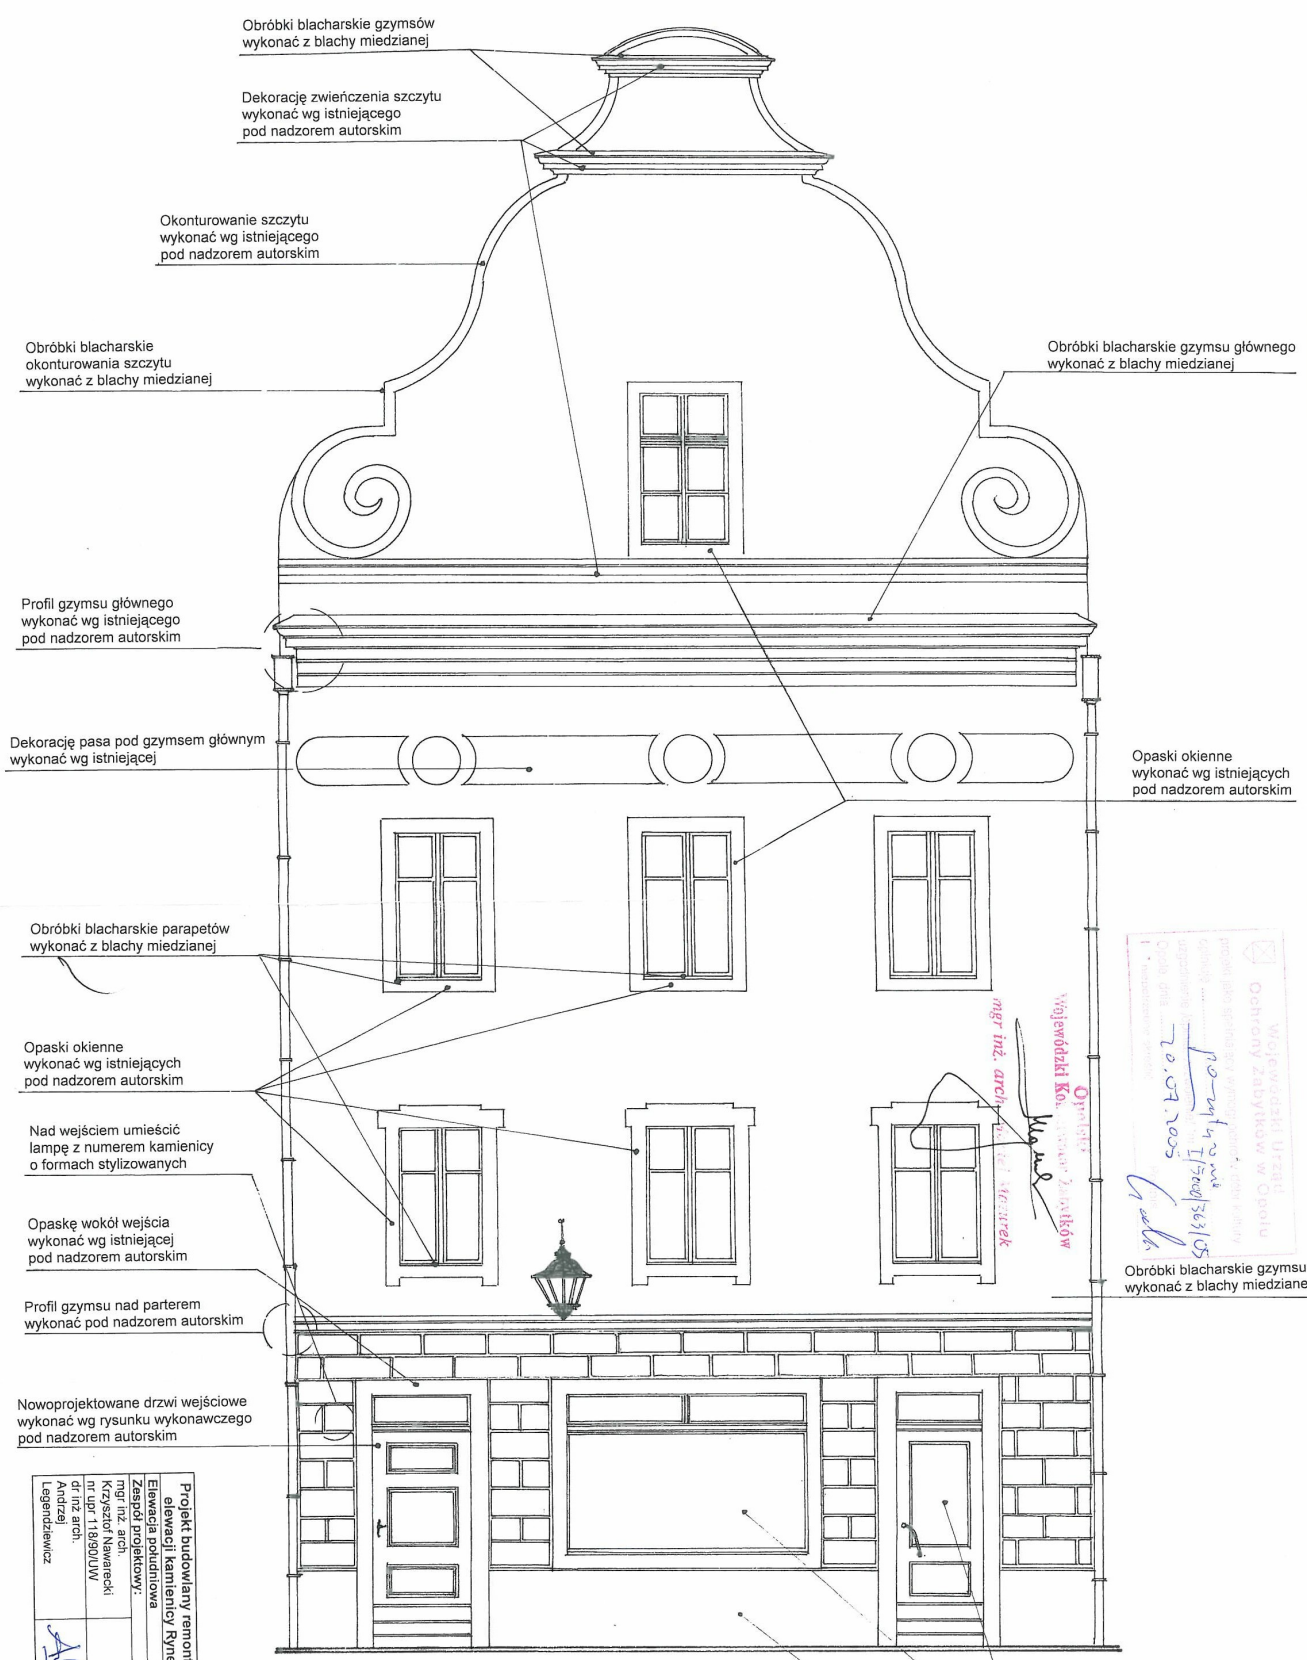 Obróbki blacharskie gzymsów
wykonać z blachy miedzianej
Dekorację zwieńczenia szczytu
wykonać wg istniejącego
pod nadzorem autorskim
Okonturowanie szczytu
wykonać wg istniejącego
pod nadzorem autorskim
Obróbki blacharskie
okonturowania szczytu
wykonać z blachy miedzianej
Obróbki blacharskie gzymsu głównego
wykonać z blachy miedzianej
Profil gzymsu głównego
wykonać wg istniejącego
pod nadzorem autorskim
Dekorację pasa pod gzymsem głównym
wykonać wg istniejącej
Opaski okienne
wykonać wg istniejących
pod nadzorem autorskim
Obróbki blacharskie parapetów
wykonać z blachy miedzianej
Opaski okienne
wykonać wg istniejących
pod nadzorem autorskim
Nad wejściem umieścić
lampę z numerem kamienicy
o formach stylizowanych
Opaskę wokół wejścia
wykonać wg istniejącej
pod nadzorem autorskim
Profil gzymsu nad parterem
wykonać pod nadzorem autorskim
Nowoprojektowane drzwi wejściowe
wykonać wg rysunku wykonawczego
pod nadzorem autorskim
Wojewódzki Urząd
Ochrony Zabytków w Opolu
20.07.2005
Wojewódzki
mgr inż. arch.
Obróbki blacharskie gzymsu
wykonać z blachy miedziane
Projekt budowlany remont
elewacji kamienicy Ryne
Elewacja południowa
Zespół projektowy:
mgr inż. arch.
Krzysztof Nawarecki
nr upr 118/90/UW
dr inż arch.
Andrzej
Legendziewicz